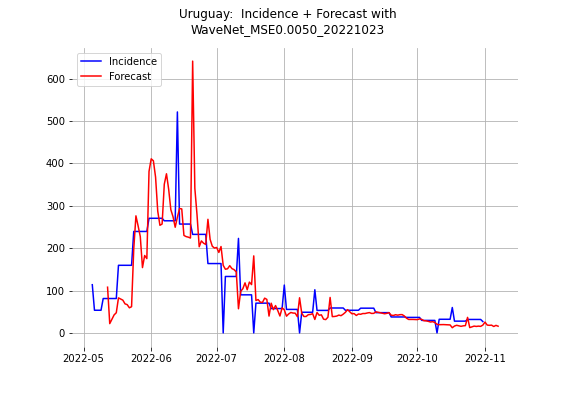 Uruguay:  Incidence + Forecast with
WaveNet_MSE0.0050_20221023
Incidence
Forecast
600
500
400
300
200
100
0
2022-05 2022-06 2022-07 2022-08 2022-09 2022-10 2022-11